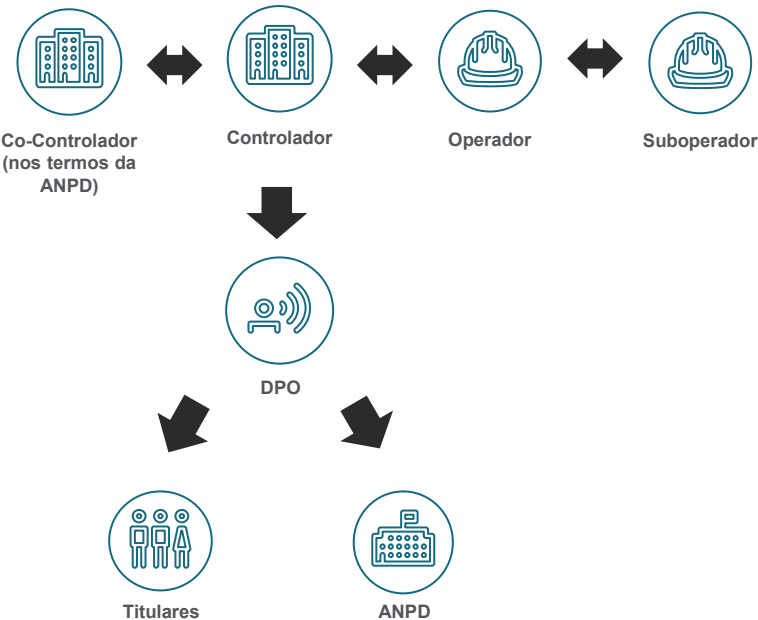 Co-Controlador
(nos termos da
ANPD)
Controlador
Operador
Suboperador
DPO
Titulares
ANPD